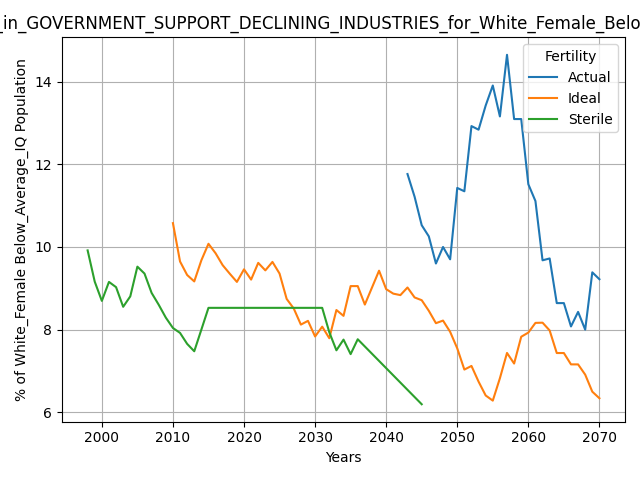 _in_GOVERNMENT_SUPPORT_DECLINING_INDUSTRIES_for_White_Female_Belo
% of White_Female Below_Average_IQ Population
14
12
10
8
6
Fertility
Actual
Ideal
Sterile
2000 2010 2020 2030 2040 2050 2060 2070
Years